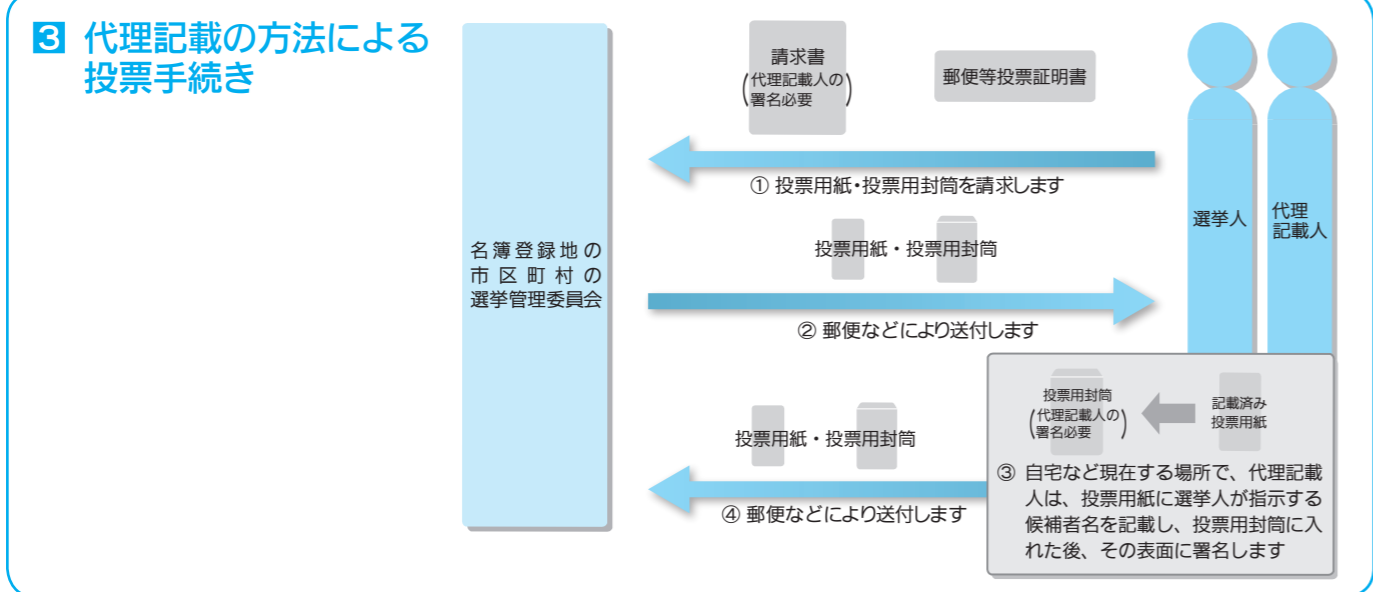 3 代理記載の方法による
投票手続き
請求書
(代理記載人の
署名必要)
郵便等投票証明書
① 投票用紙・投票用封筒を請求します
選挙人
代理
記載人
投票用紙・投票用封筒
名簿登録地の
市区町村の
選挙管理委員会
② 郵便などにより送付します
投票用封筒
(代理記載人の
署名必要)
記載済み
投票用紙
投票用紙・投票用封筒
③ 自宅など現在する場所で、代理記載
人は、投票用紙に選挙人が指示する
候補者名を記載し、投票用封筒に入
れた後、その表面に署名します
④ 郵便などにより送付します